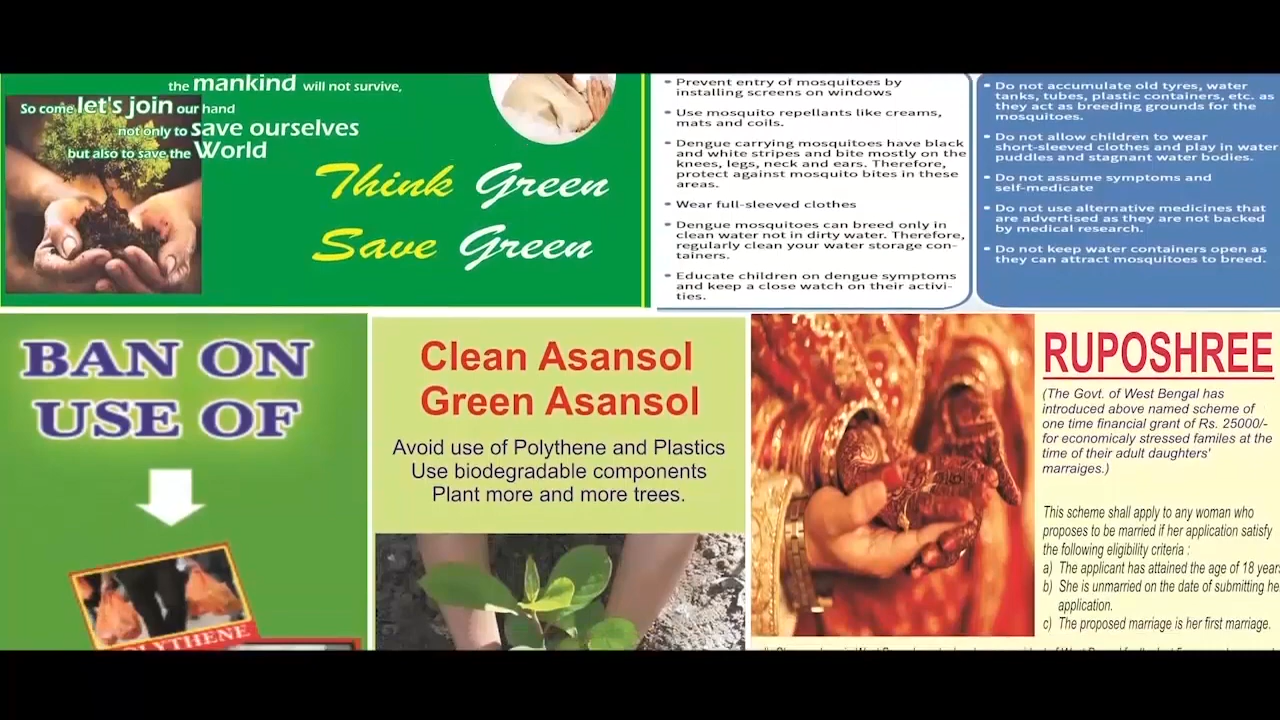 the mankind will not survive,
So come let's join our hand
not only to save ourselves
but also to save the World
Think Green
Save Green
• Prevent entry of mosquitoes by
installing screens on windows
• Use mosquito repellants like creams,
mats and coils.
• Dengue carrying mosquitoes have black
and white stripes and bite mostly on the
knees, legs, neck and ears. Therefore,
protect against mosquito bites in these
areas.
• Wear full-sleeved clothes
• Dengue mosquitoes can breed only in
clean water not in dirty water. Therefore,
regularly clean your water storage con-
tainers.
• Educate children on dengue symptoms
and keep a close watch on their activi-
ties.
• Do not accumulate old tyres, water
tanks, tubes, plastic containers, etc. as
they act as breeding grounds for the
mosquitoes.
• Do not allow children to wear
short-sleeved clothes and play in water
puddles and stagnant water bodies.
• Do not assume symptoms and
self-medicate
• Do not use alternative medicines that
are advertised as they are not backed
by medical research.
• Do not keep water containers open as
they can attract mosquitoes to breed.
BAN ON
USE OF
POLYTHENE
Clean Asansol
Green Asansol
Avoid use of Polythene and Plastics
Use biodegradable components
Plant more and more trees.
RUPOSHREE
(The Govt. of West Bengal has
introduced above named scheme of
one time financial grant of Rs. 25000/-
for economicaly stressed familes at the
time of their adult daughters'
marraiges.)
This scheme shall apply to any woman who
proposes to be married if her application satisfy
the following eligibility criteria :
a) The applicant has attained the age of 18 years
b) She is unmarried on the date of submitting he
application.
c) The proposed marriage is her first marriage.